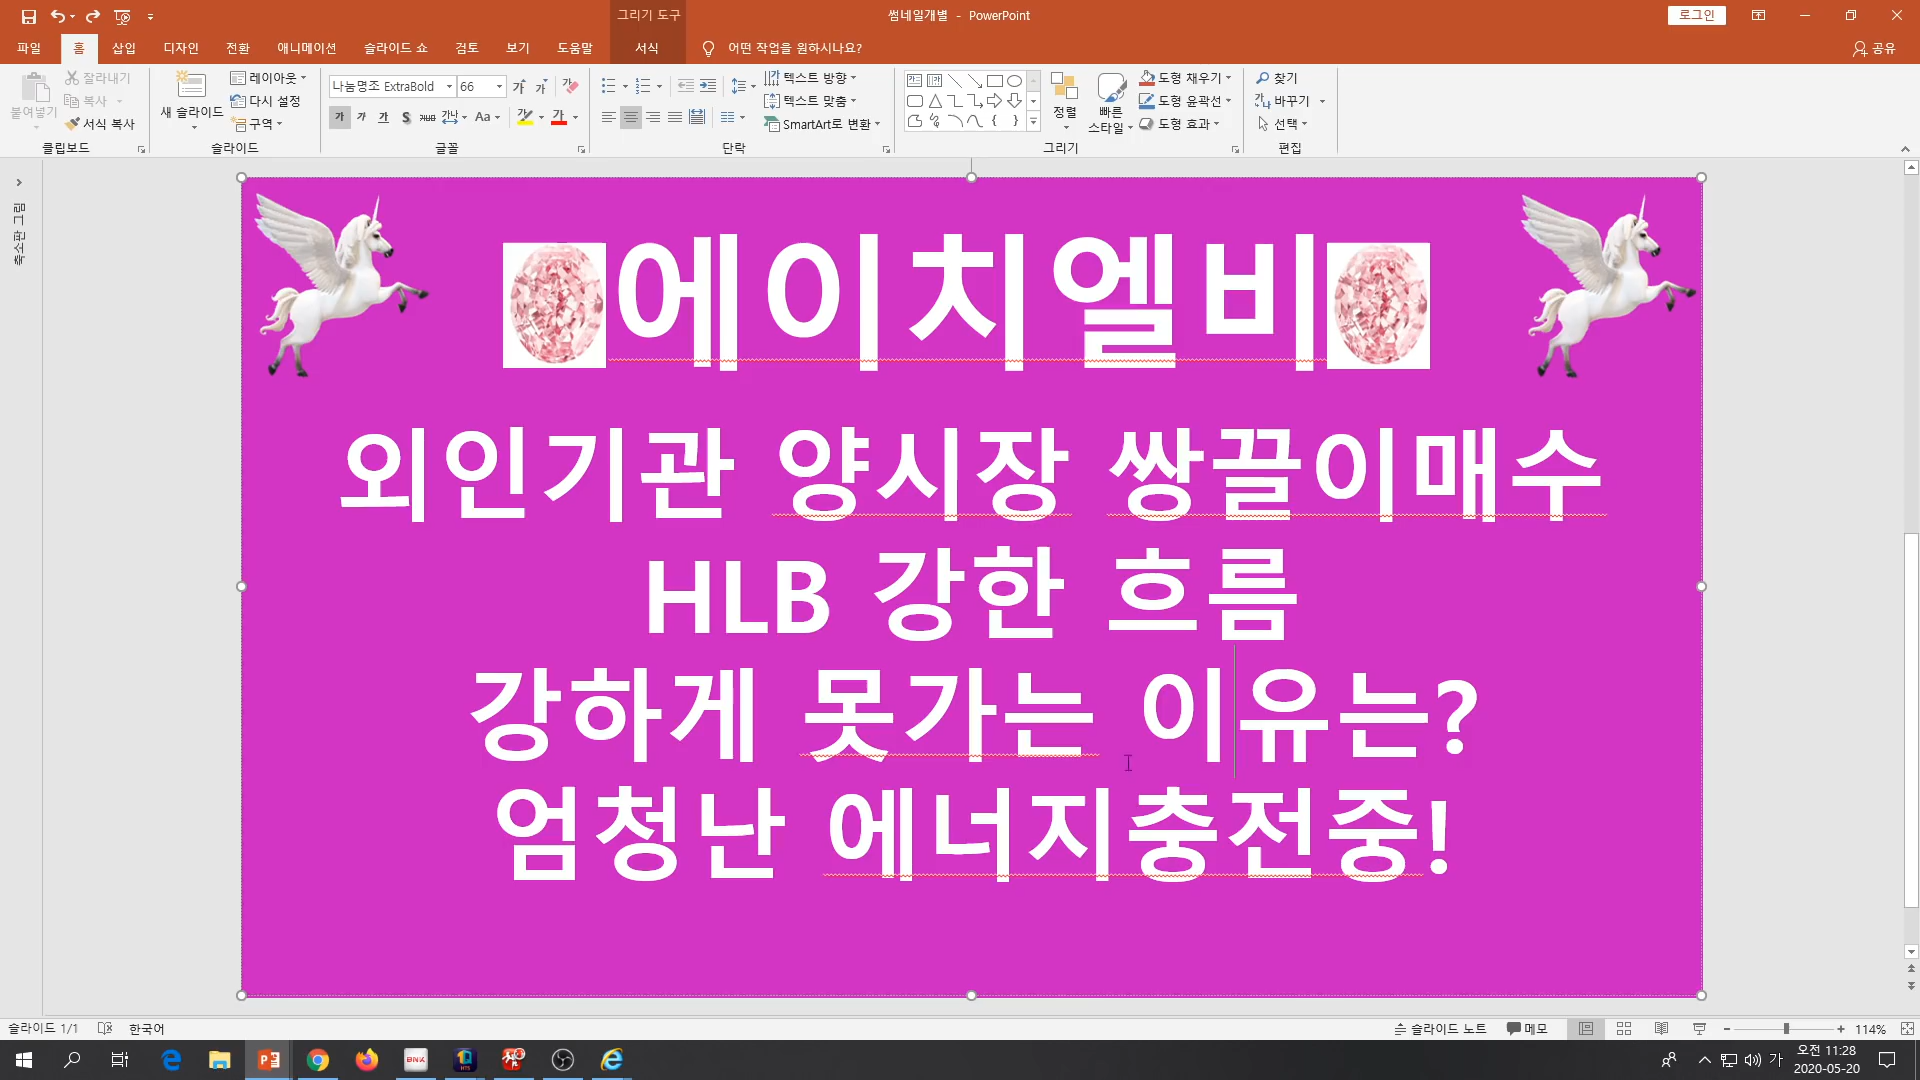 그리기 도구
썸네일개별 - PowerPoint
로그인
파일 홈 삽입 디자인 전환 애니메이션 슬라이드 쇼 검토 보기 도움말 서식 어떤 작업을 원하시나요? 공유
붙여넣기 잘라내기 복사 서식 복사
클립보드
새 슬라이드 레이아웃 다시 설정 구역
슬라이드
나눔명조 ExtraBold 66
글꼴
텍스트 방향
텍스트 맞춤
SmartArt로 변환
단락
정렬 빠른 스타일
도형 채우기
도형 윤곽선
도형 효과
그리기
찾기
바꾸기
선택
편집
축소판 그림
에이치엘비
외인기관 양시장 쌍끌이매수
HLB 강한 흐름
강하게 못가는 이유는?
엄청난 에너지충전중!
슬라이드 1/1 한국어 슬라이드 노트 메모 114%
BNK
HTS
가
오전 11:28
2020-05-20